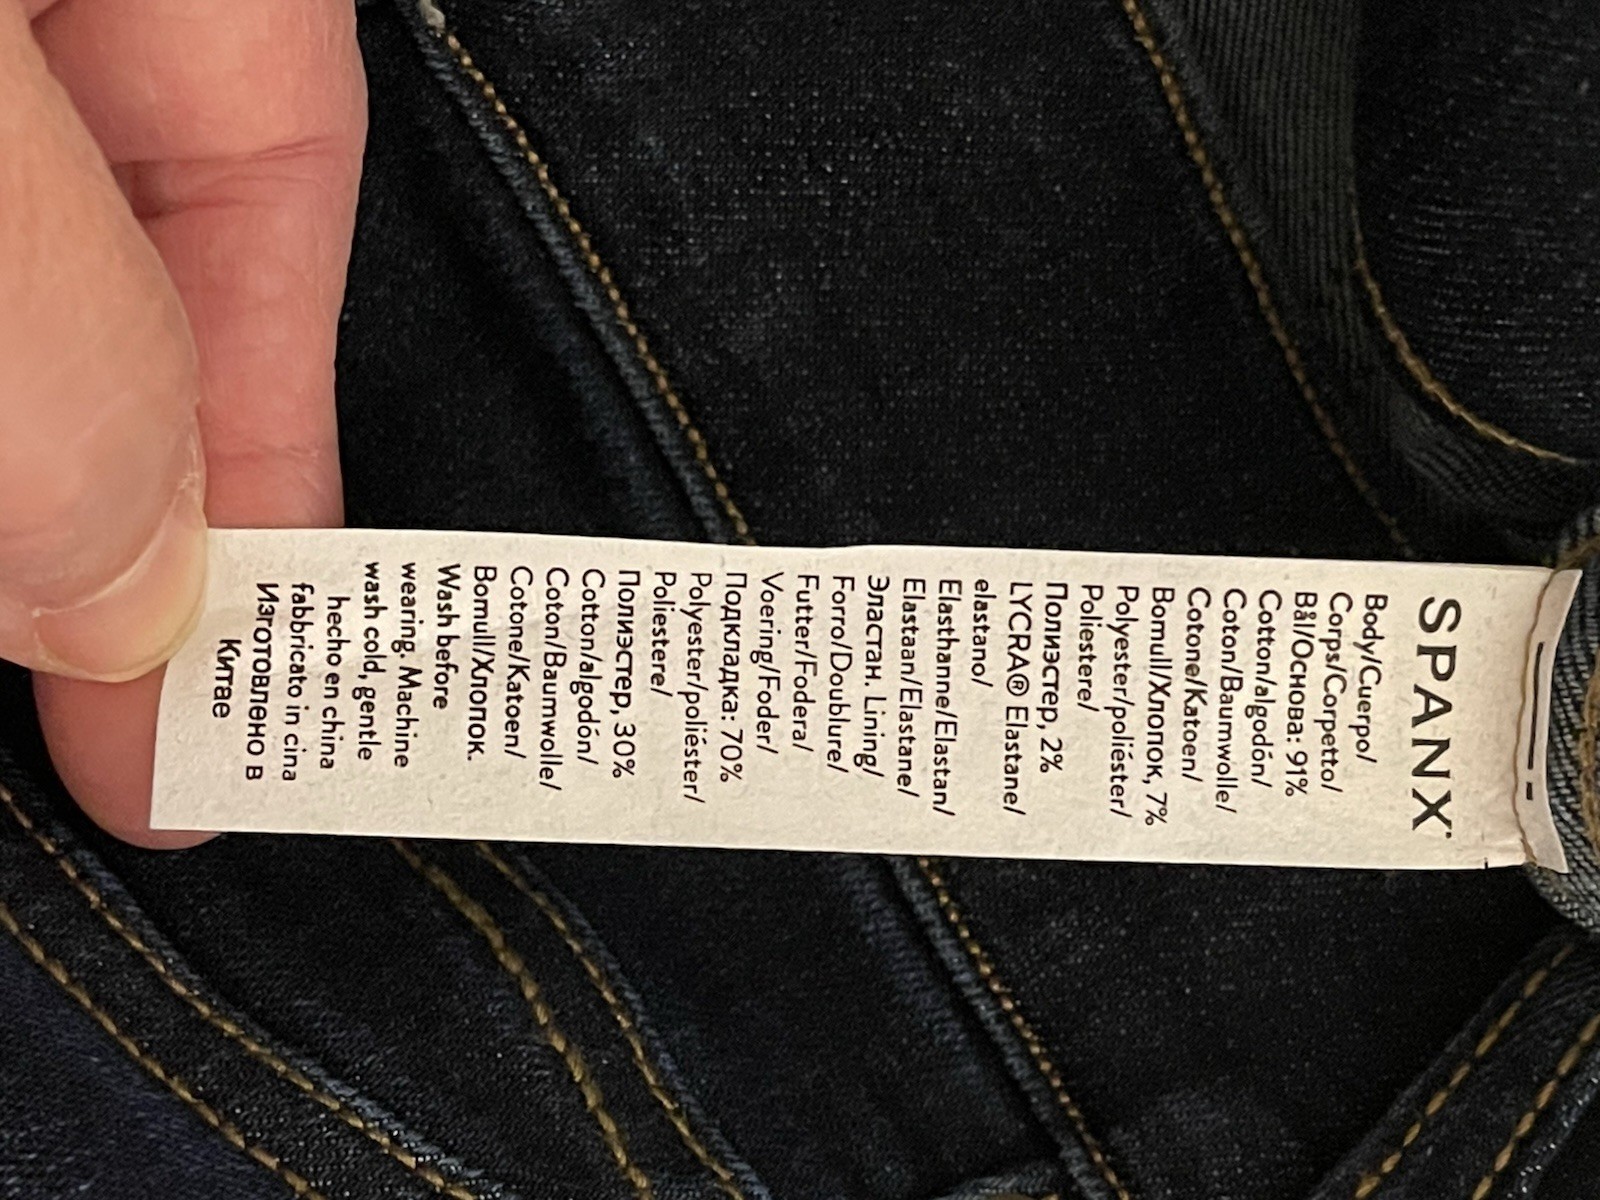 SPANX
Body/Cuerpo/
Corps/Corpetto/
Bål/Основа: 91%
Cotton/algodón/
Coton/Baumwolle/
Cotone/Katoen/
Bomull/Хлопок, 7%
Polyester/poliéster/
Poliestere/
Полиэстер, 2%
LYCRA® Elastane/
elastano/
Elasthanne/Elastan/
Elastaan/Elastane/
Эластан. Lining/
Forro/Doublure/
Futter/Fodera/
Voering/Foder/
Подкладка: 70%
Polyester/poliéster/
Poliestere/
Полиэстер, 30%
Cotton/algodón/
Coton/Baumwolle/
Cotone/Katoen/
Bomull/Хлопок.
Wash before
wearing. Machine
wash cold, gentle
hecho en china
fabbricato in cina
Изготовлено в
Китае